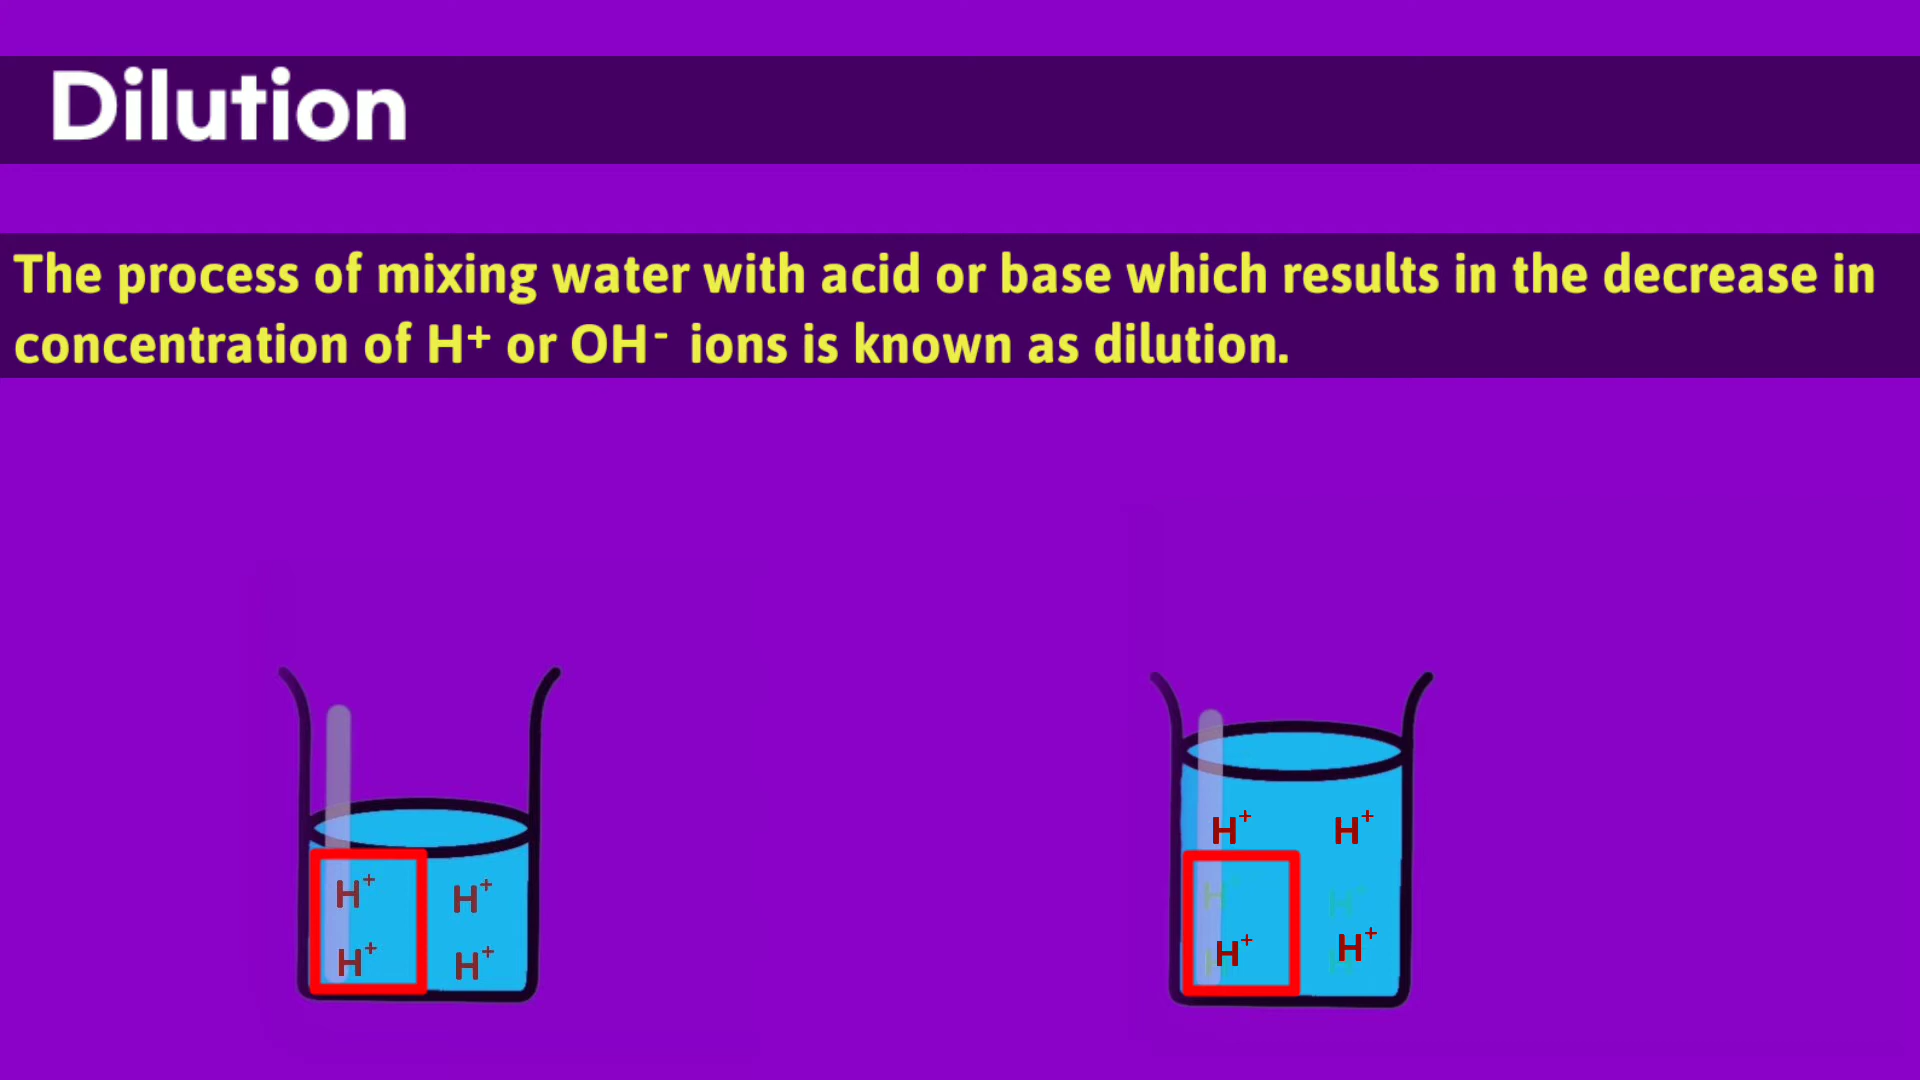 Dilution
The process of mixing water with acid or base which results in the decrease in
concentration of H⁺ or OH⁻ ions is known as dilution.
H⁺ H⁺
H⁺ H⁺
H⁺ H⁺
H⁺ H⁺